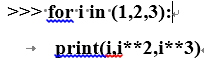 >>> for i in (1,2,3):
print(i,i**2,i**3)